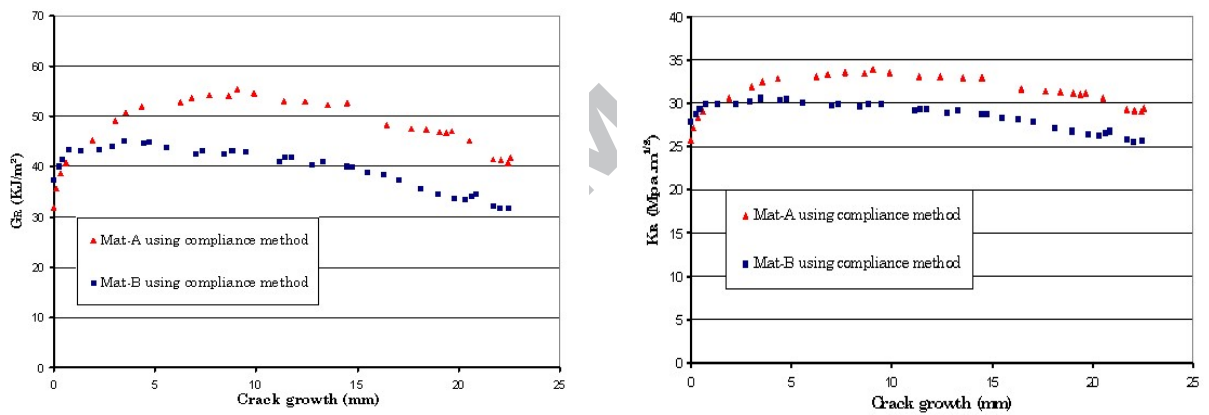 70
60
50
40
30
20
10
0
GR (KJ/m²)
Mat-A using compliance method
Mat-B using compliance method
0 5 10 15 20 25
Crack growth (mm)
40
35
30
25
20
15
10
5
0
KR (Mpa.m¹/²)
Mat-A using compliance method
Mat-B using compliance method
0 5 10 15 20 25
Crack growth (mm)
M